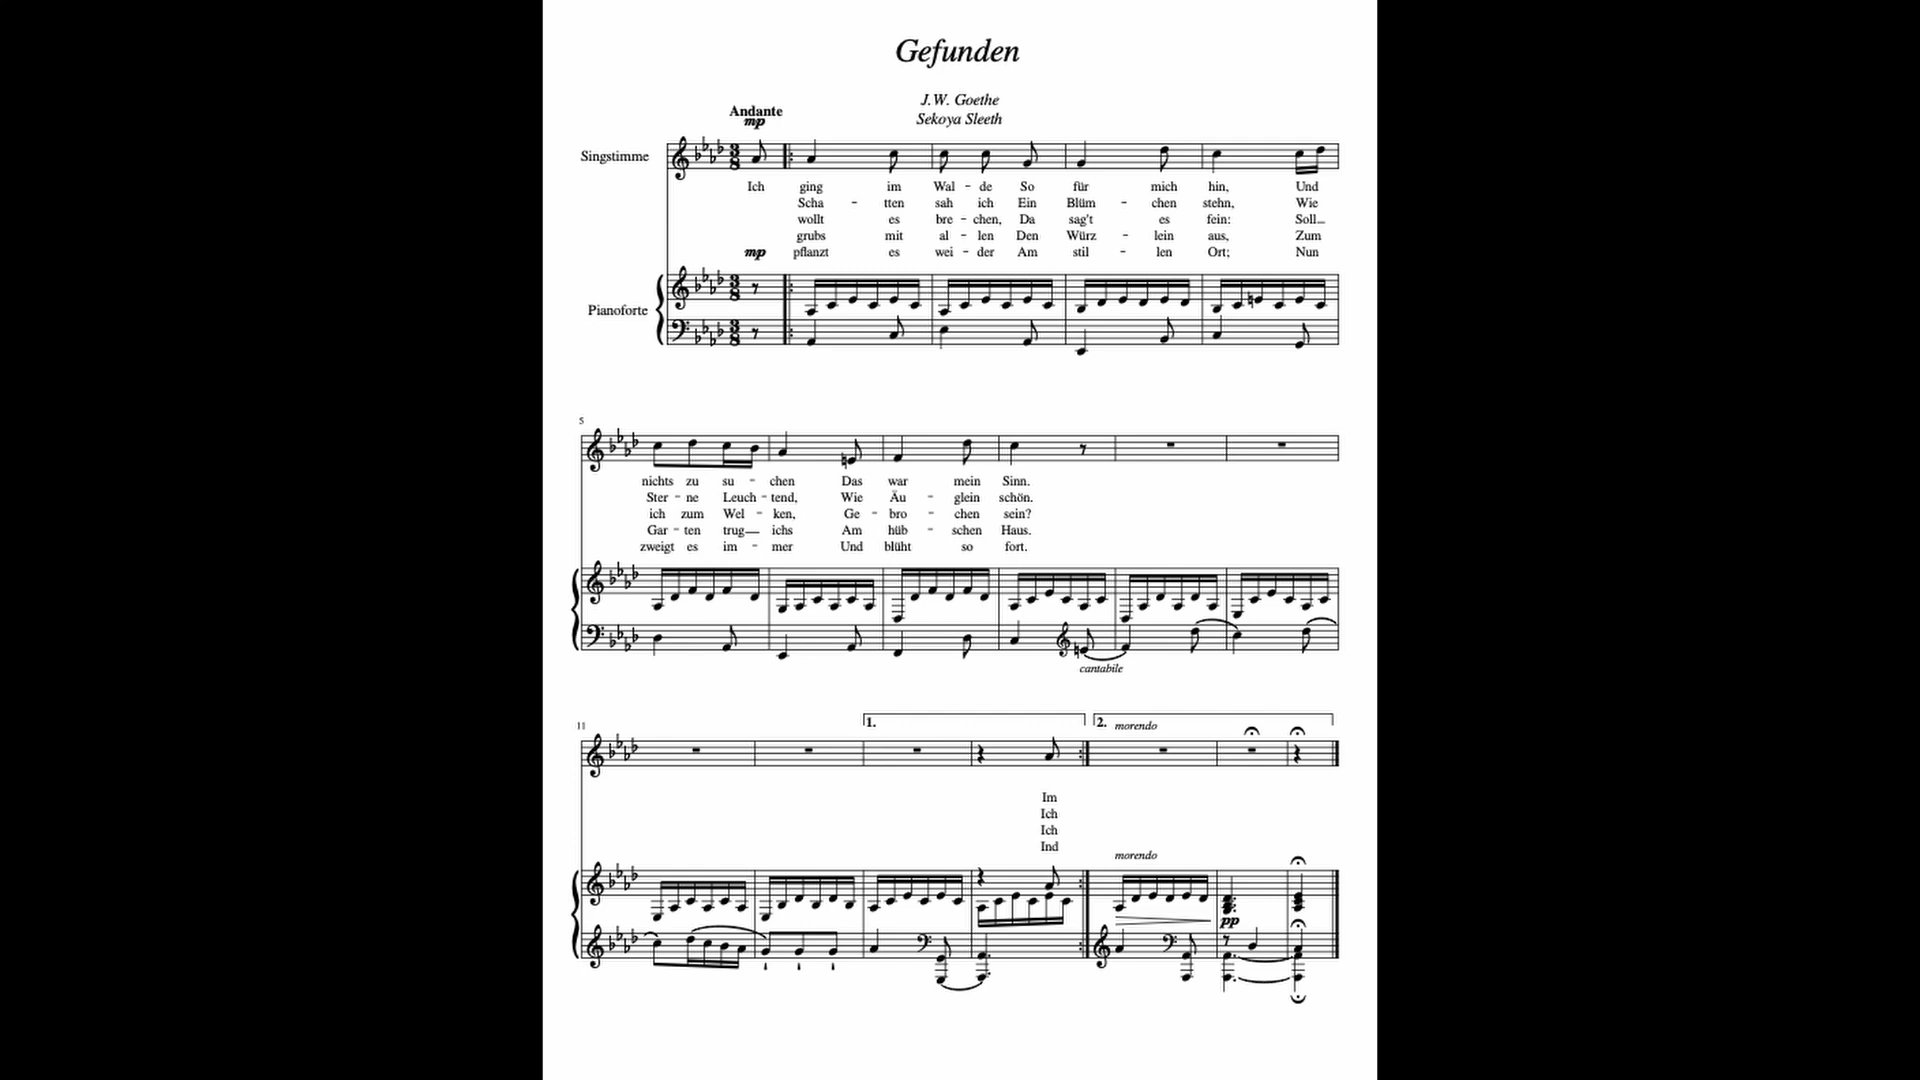 Gefunden
J.W. Goethe
Sekoya Sleeth
Andante
mp
Singstimme
Ich ging im Wal - de So für mich hin, Und
Scha - tten sah ich Ein Blüm - chen stehn, Wie
wollt es bre - chen, Da sag't es fein: Soll
grubs mit al - len Den Würz - lein aus, Zum
mp pflanzt es wei - der Am stil - len Ort; Nun
Pianoforte
5
nichts zu su - chen Das war mein Sinn.
Ster - ne Leuch - tend, Wie Äu - glein schön.
ich zum Wel - ken, Ge - bro - chen sein?
Gar - ten trug ichs Am hüb - schen Haus.
zweigt es im - mer Und blüht so fort.
cantabile
11
1. 2. morendo
Im
Ich
Ich
Ind
morendo
pp